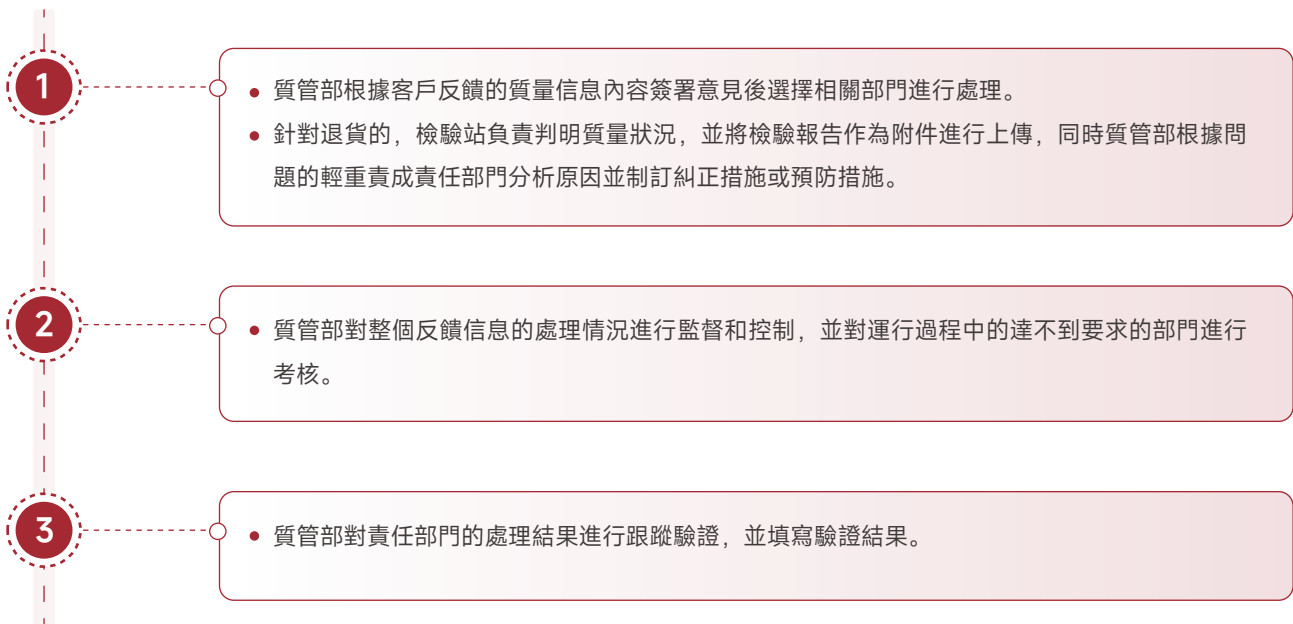 1
質管部根據客戶反饋的質量信息內容簽署意見後選擇相關部門進行處理。
針對退貨的，檢驗站負責判明質量狀況，並將檢驗報告作為附件進行上傳，同時質管部根據問
題的輕重責成責任部門分析原因並制訂糾正措施或預防措施。
2
質管部對整個反饋信息的處理情況進行監督和控制，並對運行過程中的達不到要求的部門進行
考核。
3
質管部對責任部門的處理結果進行跟蹤驗證，並填寫驗證結果。